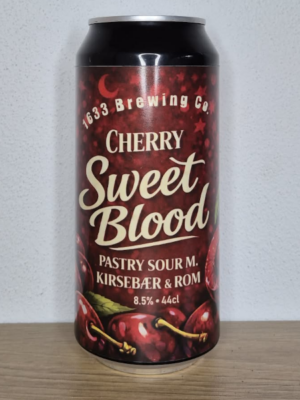 1633 Brewing Co.
CHERRY
Sweet
Blood
PASTRY SOUR M.
KIRSEBÆR & ROM
8.5% • 44cl